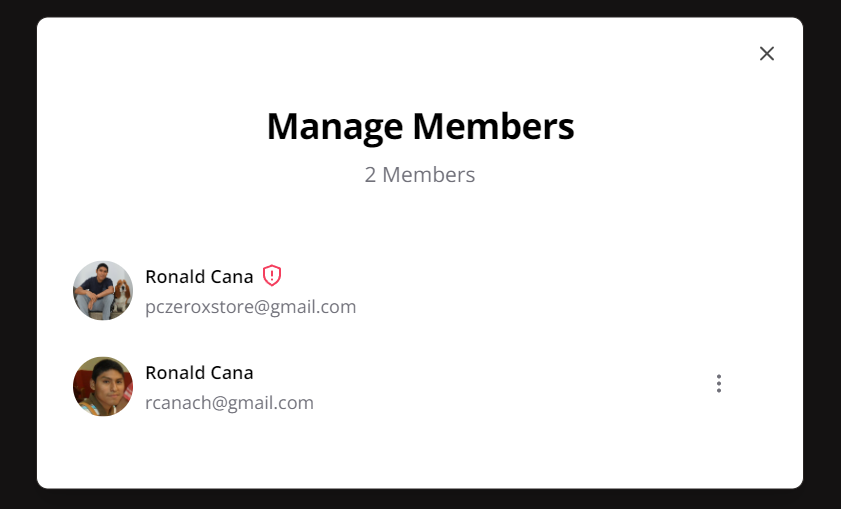 Manage Members
2 Members
Ronald Cana
pczeroxstore@gmail.com
Ronald Cana
rcanach@gmail.com